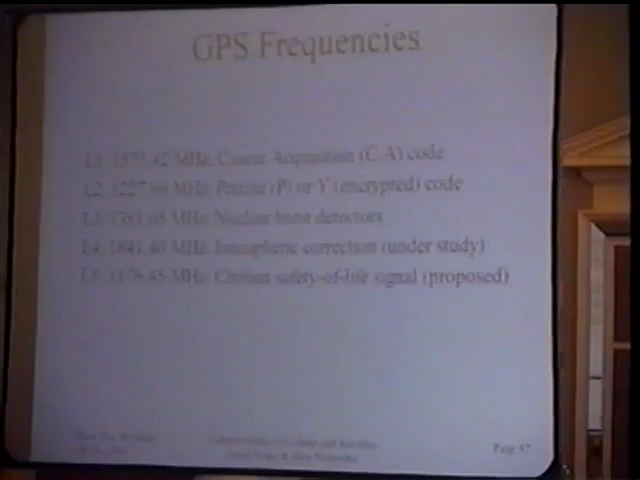 GPS Frequencies
L1: 1575.42 MHz: Course Acquisition (C/A) code
L2: 1227.60 MHz: Precise (P) or Y (encrypted) code
L3: 1381.05 MHz: Nuclear burst detectors
L4: 1841.40 MHz: Ionospheric correction (under study)
L5: 1176.45 MHz: Civilian safety-of-life signal (proposed)
Page